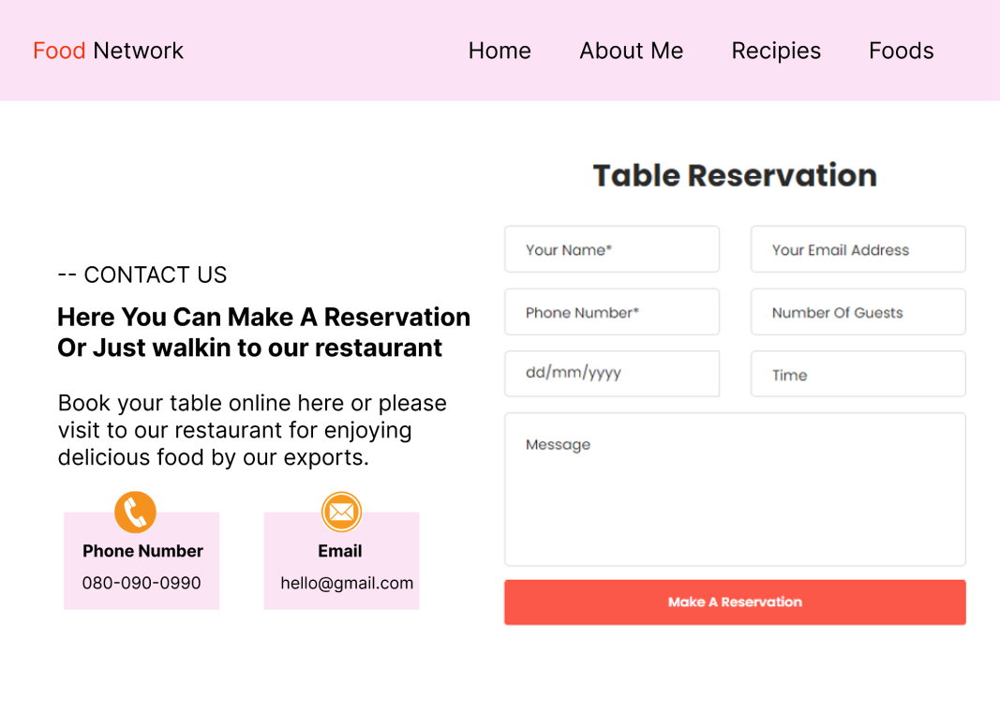 Food Network
Home About Me Recipies Foods
-- CONTACT US
Here You Can Make A Reservation
Or Just walkin to our restaurant
Book your table online here or please
visit to our restaurant for enjoying
delicious food by our exports.
Phone Number
080-090-0990
Email
hello@gmail.com
Table Reservation
Your Name*
Your Email Address
Phone Number*
Number Of Guests
dd/mm/yyyy
Time
Message
Make A Reservation